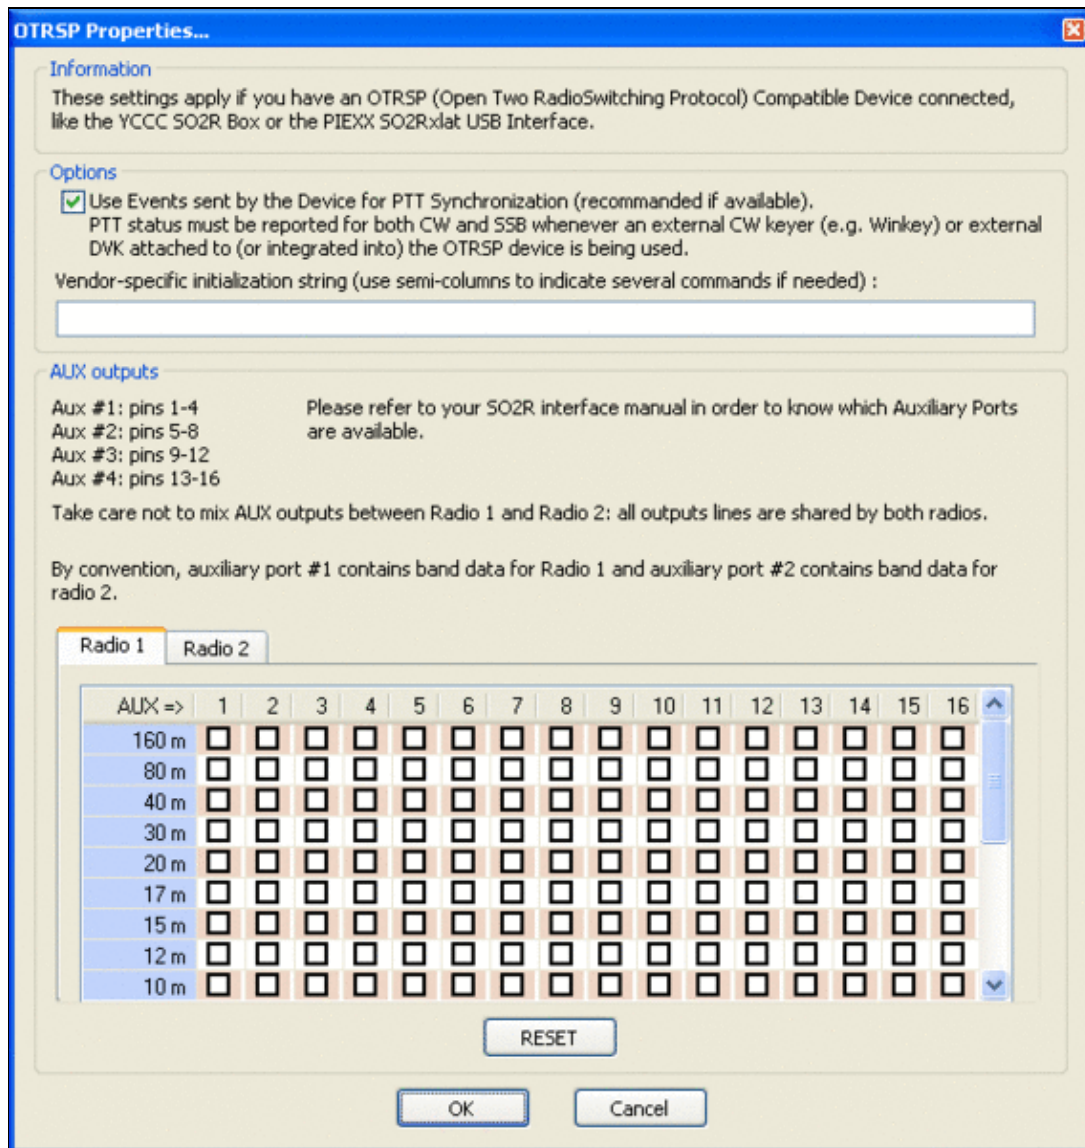 OTRSP Properties...
Information
These settings apply if you have an OTRSP (Open Two RadioSwitching Protocol) Compatible Device connected,
like the YCCC SO2R Box or the PIEXX SO2Rxlat USB Interface.
Options
Use Events sent by the Device for PTT Synchronization (recommanded if available).
PTT status must be reported for both CW and SSB whenever an external CW keyer (e.g. Winkey) or external
DVK attached to (or integrated into) the OTRSP device is being used.
Vendor-specific initialization string (use semi-columns to indicate several commands if needed) :
AUX outputs
Aux #1: pins 1-4
Aux #2: pins 5-8
Aux #3: pins 9-12
Aux #4: pins 13-16
Please refer to your SO2R interface manual in order to know which Auxiliary Ports
are available.
Take care not to mix AUX outputs between Radio 1 and Radio 2: all outputs lines are shared by both radios.
By convention, auxiliary port #1 contains band data for Radio 1 and auxiliary port #2 contains band data for
radio 2.
Radio 1 Radio 2
AUX => 1 2 3 4 5 6 7 8 9 10 11 12 13 14 15 16
160 m
80 m
40 m
30 m
20 m
17 m
15 m
12 m
10 m
RESET
OK Cancel